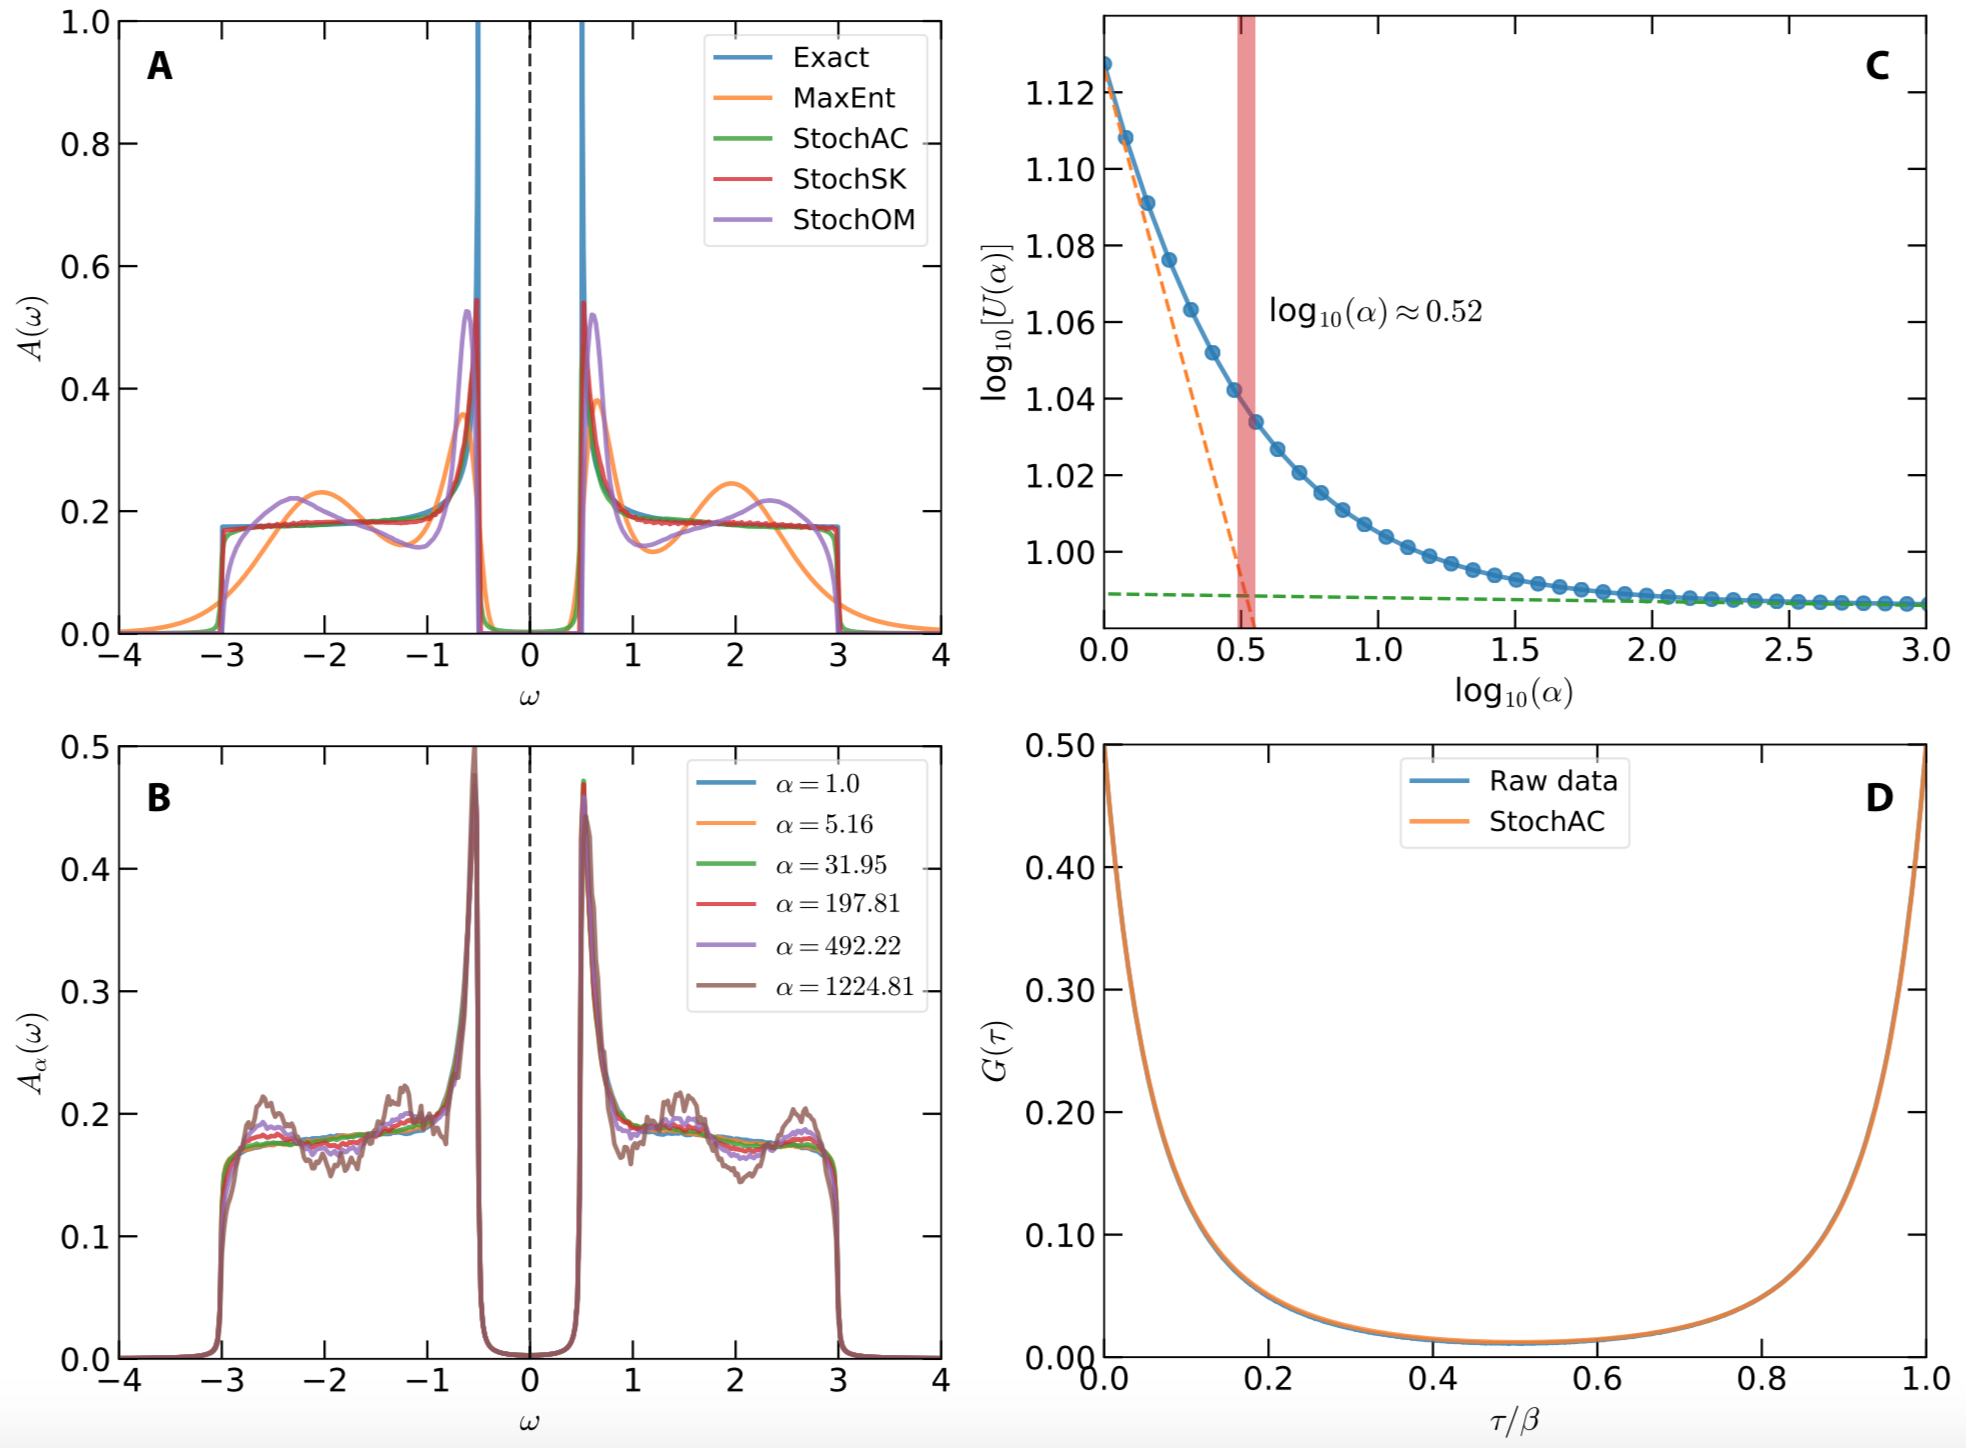 A
Exact
MaxEnt
StochAC
StochSK
StochOM
1.0
0.8
0.6
0.4
0.2
0.0
A(ω)
−4 −3 −2 −1 0 1 2 3 4
ω
C
1.12
1.10
1.08
1.06
1.04
1.02
1.00
log₁₀[U(α)]
log₁₀(α) ≈ 0.52
0.0 0.5 1.0 1.5 2.0 2.5 3.0
log₁₀(α)
B
α = 1.0
α = 5.16
α = 31.95
α = 197.81
α = 492.22
α = 1224.81
0.5
0.4
0.3
0.2
0.1
0.0
A_α(ω)
−4 −3 −2 −1 0 1 2 3 4
ω
D
Raw data
StochAC
0.50
0.40
0.30
0.20
0.10
0.00
G(τ)
0.0 0.2 0.4 0.6 0.8 1.0
τ/β